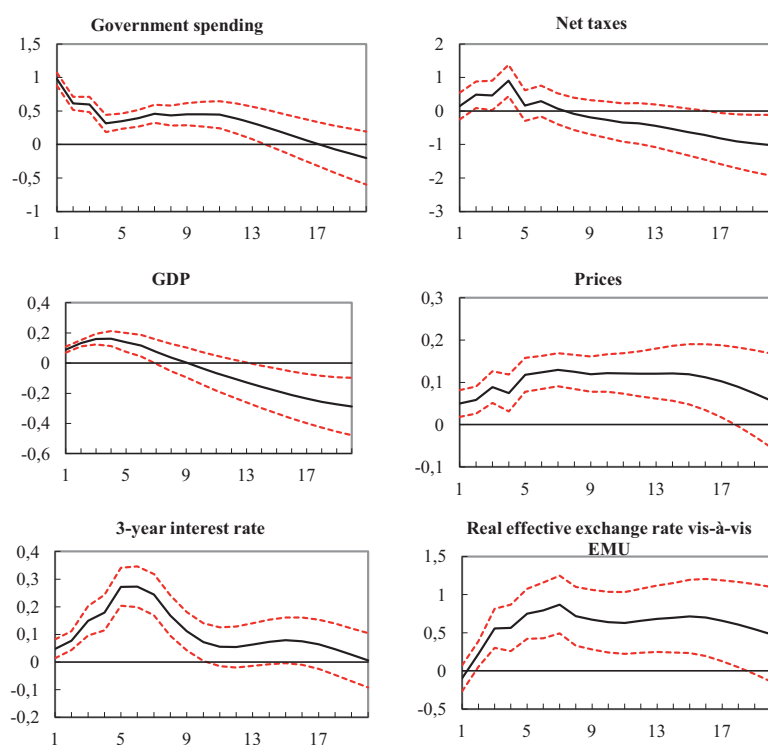 Government spending
1,5
1
0,5
0
-0,5
-1
1 5 9 13 17
Net taxes
2
1
0
-1
-2
-3
1 5 9 13 17
GDP
0,4
0,2
0
-0,2
-0,4
-0,6
1 5 9 13 17
Prices
0,3
0,2
0,1
0
-0,1
1 5 9 13 17
3-year interest rate
0,4
0,3
0,2
0,1
0
-0,1
-0,2
1 5 9 13 17
Real effective exchange rate vis-à-vis
EMU
1,5
1
0,5
0
-0,5
1 5 9 13 17